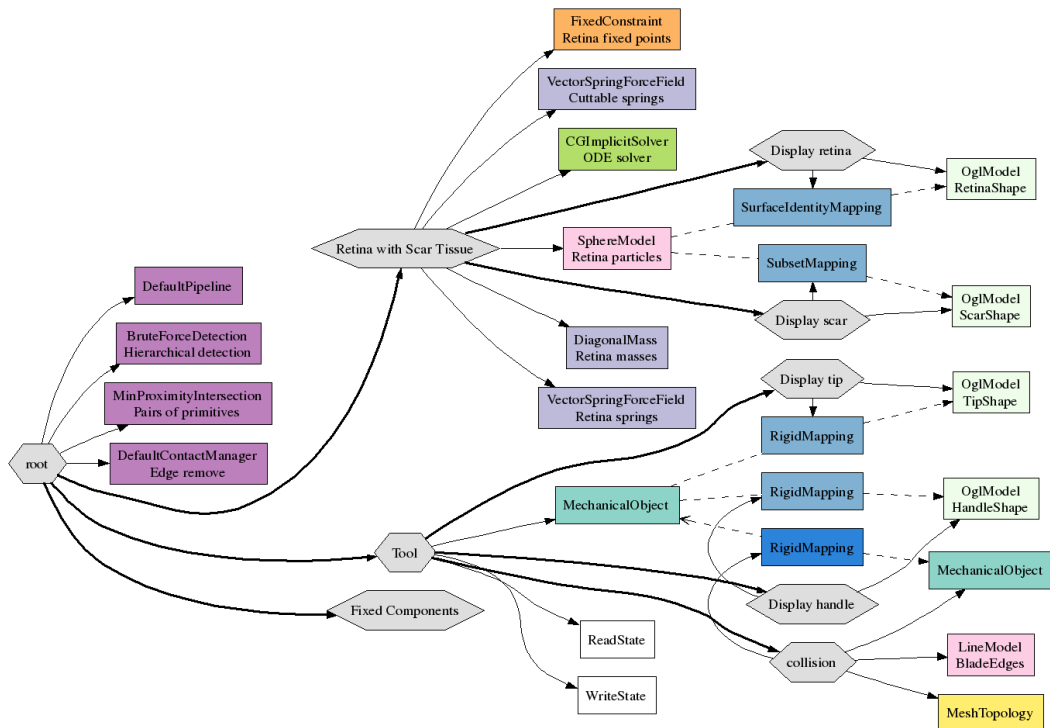 FixedConstraint
Retina fixed points
VectorSpringForceField
Cuttable springs
CGImplicitSolver
ODE solver
Display retina
OglModel
RetinaShape
SurfaceIdentityMapping
Retina with Scar Tissue
SphereModel
Retina particles
SubsetMapping
DefaultPipeline
OglModel
ScarShape
Display scar
BruteForceDetection
Hierarchical detection
DiagonalMass
Retina masses
Display tip
OglModel
TipShape
MinProximityIntersection
Pairs of primitives
VectorSpringForceField
Retina springs
RigidMapping
root
DefaultContactManager
Edge remove
MechanicalObject
RigidMapping
OglModel
HandleShape
Tool
RigidMapping
MechanicalObject
Fixed Components
Display handle
ReadState
collision
LineModel
BladeEdges
WriteState
MeshTopology